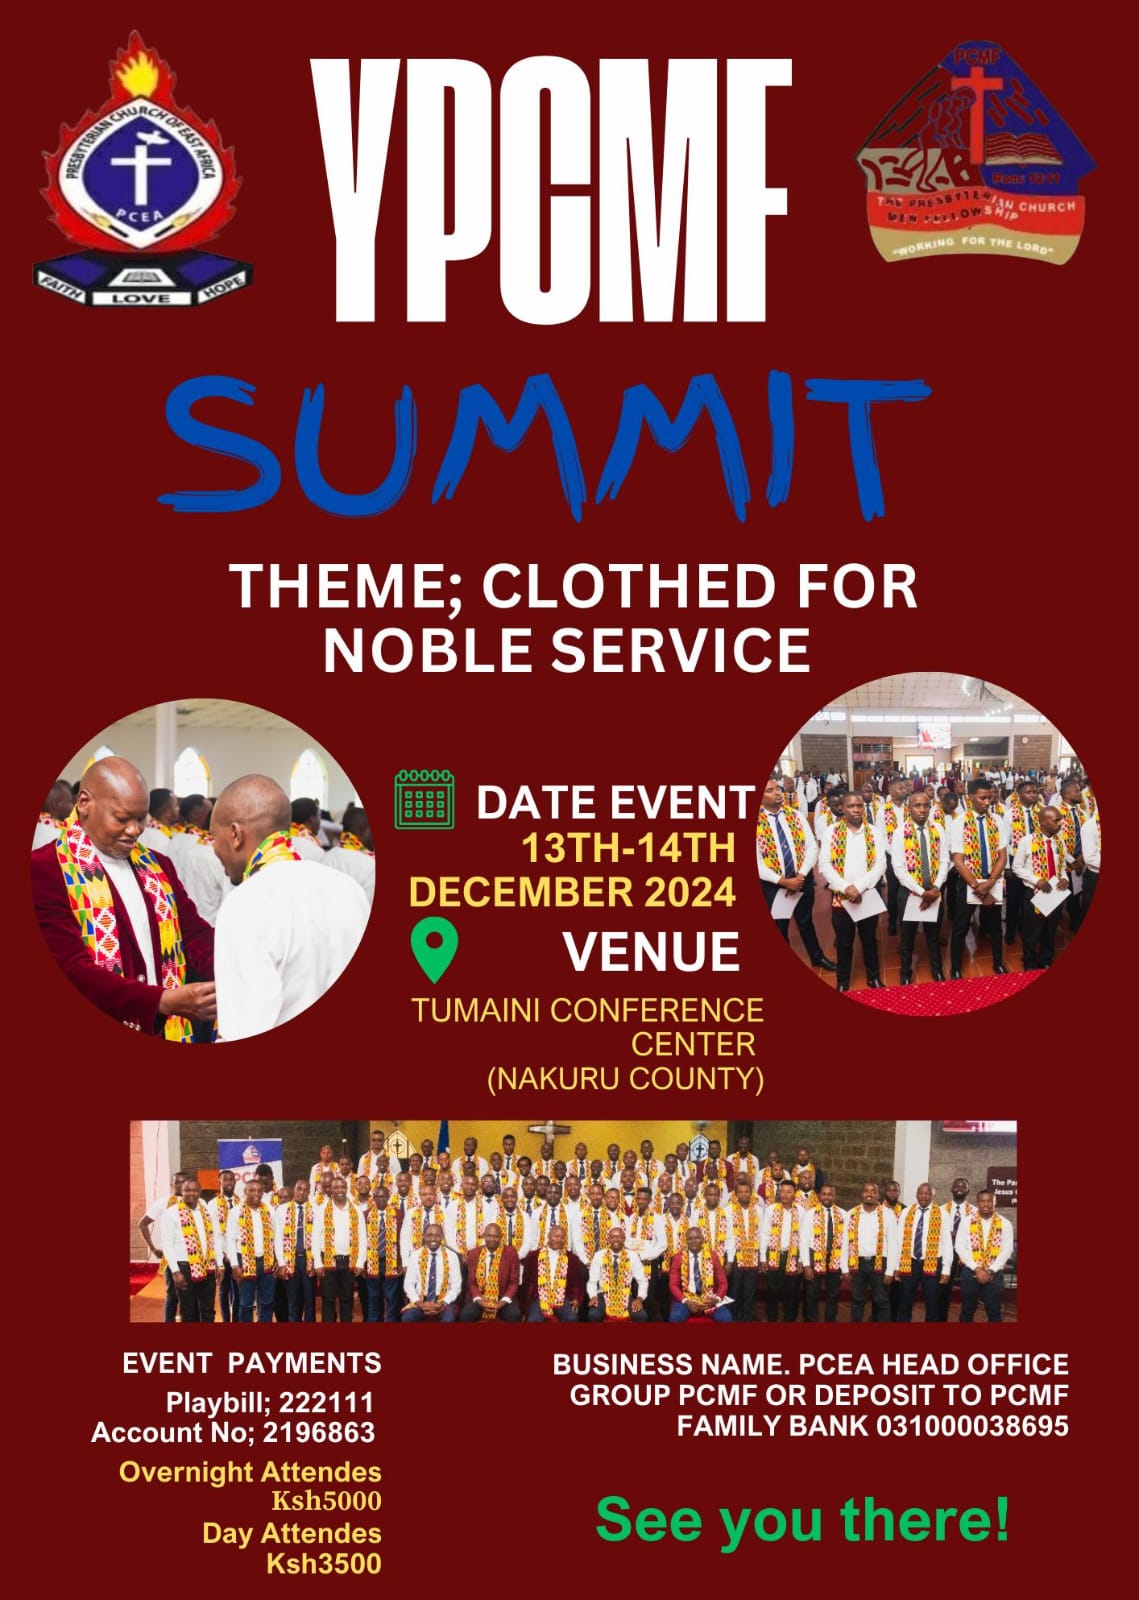 PRESBYTERIAN CHURCH OF EAST AFRICA
PCEA
FAITH LOVE HOPE
YPCMF
PCMF
Rom: 12:11
THE PRESBYTERIAN CHURCH
MEN FELLOWSHIP
"WORKING FOR THE LORD"
SUMMIT
THEME; CLOTHED FOR
NOBLE SERVICE
DATE EVENT
13TH-14TH
DECEMBER 2024
VENUE
TUMAINI CONFERENCE
CENTER
(NAKURU COUNTY)
EVENT PAYMENTS
Playbill; 222111
Account No; 2196863
Overnight Attendes
Ksh5000
Day Attendes
Ksh3500
BUSINESS NAME. PCEA HEAD OFFICE
GROUP PCMF OR DEPOSIT TO PCMF
FAMILY BANK 031000038695
See you there!